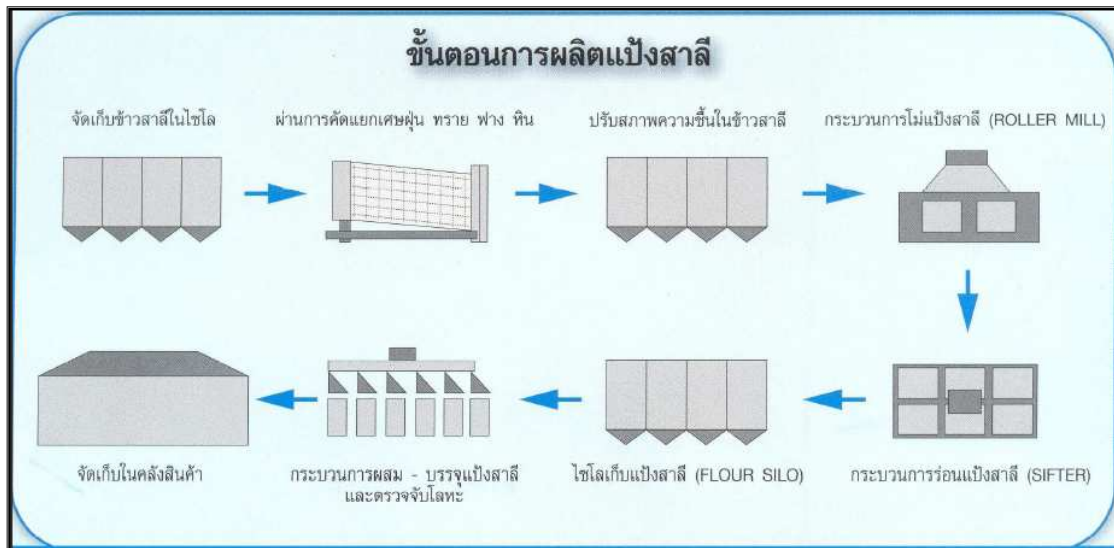 ขั้นตอนการผลิตแป้งสาลี
จัดเก็บข้าวสาลีในไซโล
ผ่านการคัดแยกเศษฝุ่น ทราย ฟาง หิน
ปรับสภาพความชื้นในข้าวสาลี
กระบวนการโม่แป้งสาลี (ROLLER MILL)
จัดเก็บในคลังสินค้า
กระบวนการผสม - บรรจุแป้งสาลี
และตรวจจับโลหะ
ไซโลเก็บแป้งสาลี (FLOUR SILO)
กระบวนการร่อนแป้งสาลี (SIFTER)